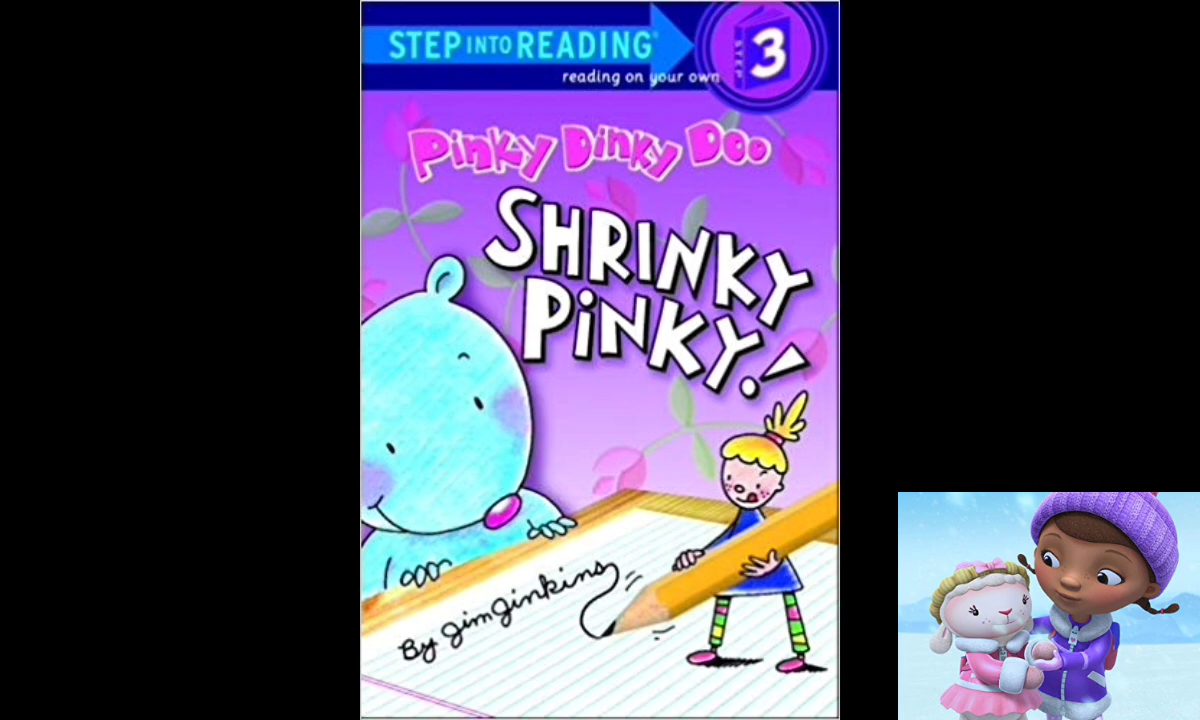 STEP INTO READING®
STEP 3
reading on your own
Pinky Dinky Doo
SHRINKY
PiNKY!
By Jim Jinkins